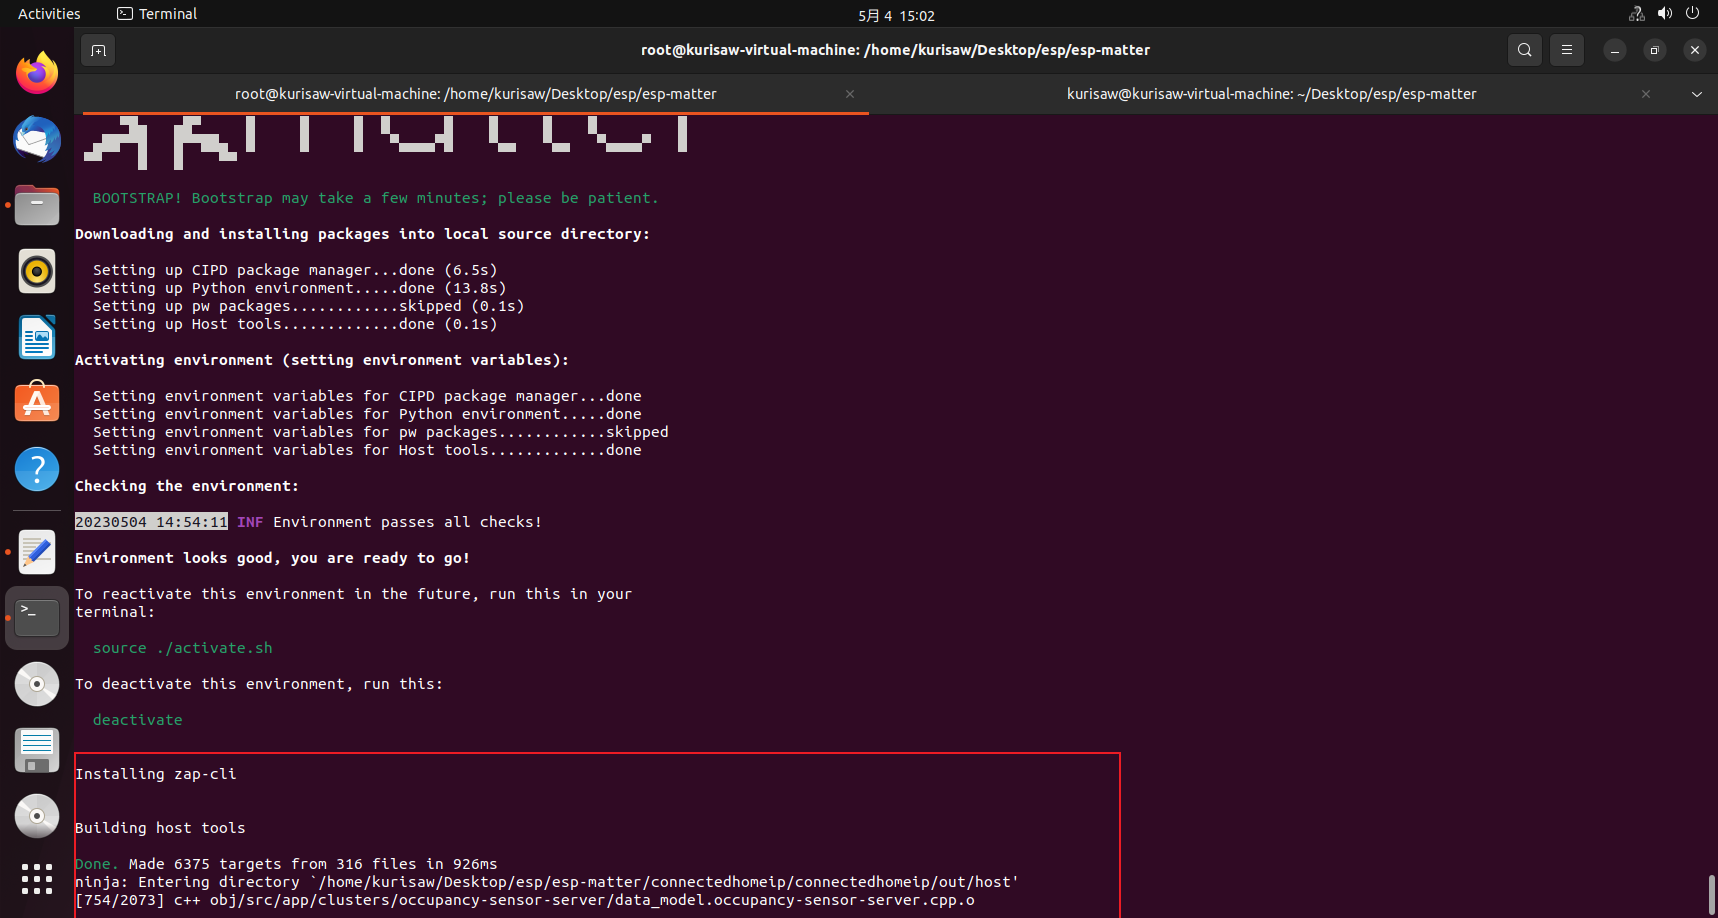 Activities
Terminal
5月 4 15:02
root@kurisaw-virtual-machine: /home/kurisaw/Desktop/esp/esp-matter
root@kurisaw-virtual-machine: /home/kurisaw/Desktop/esp/esp-matter
kurisaw@kurisaw-virtual-machine: ~/Desktop/esp/esp-matter
BOOTSTRAP! Bootstrap may take a few minutes; please be patient.
Downloading and installing packages into local source directory:
Setting up CIPD package manager...done (6.5s)
Setting up Python environment.....done (13.8s)
Setting up pw packages............skipped (0.1s)
Setting up Host tools.............done (0.1s)
Activating environment (setting environment variables):
Setting environment variables for CIPD package manager...done
Setting environment variables for Python environment.....done
Setting environment variables for pw packages............skipped
Setting environment variables for Host tools.............done
Checking the environment:
20230504 14:54:11 INF Environment passes all checks!
Environment looks good, you are ready to go!
To reactivate this environment in the future, run this in your
terminal:
source ./activate.sh
To deactivate this environment, run this:
deactivate
Installing zap-cli
Building host tools
Done. Made 6375 targets from 316 files in 926ms
ninja: Entering directory `/home/kurisaw/Desktop/esp/esp-matter/connectedhomeip/connectedhomeip/out/host'
[754/2073] c++ obj/src/app/clusters/occupancy-sensor-server/data_model.occupancy-sensor-server.cpp.o